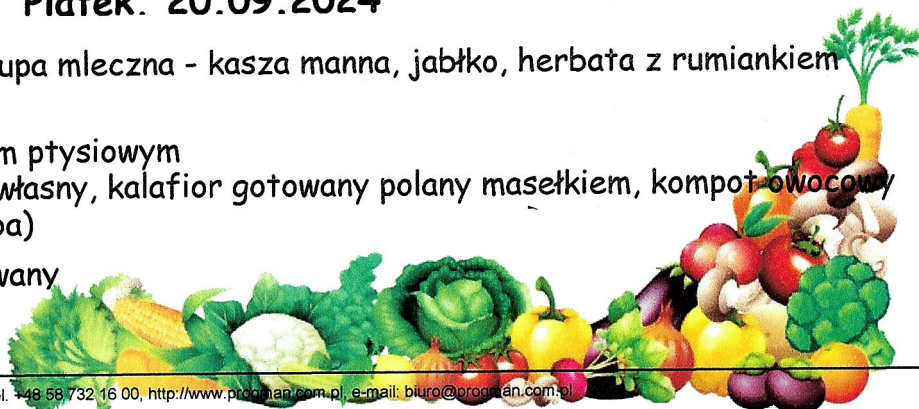 Piątek. 20.09.2024
upa mleczna - kasza manna, jabłko, herbata z rumiankiem
m ptysiowym
własny, kalafior gotowany polany masełkiem, kompot owocowy
pa)
wany
el. +48 58 732 16 00, http://www.progman.com.pl, e-mail: biuro@progman.com.pl